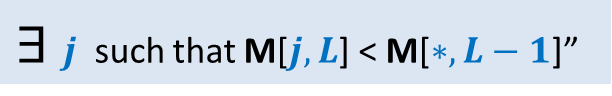 ∃ j such that M[j, L] < M[*, L − 1]”